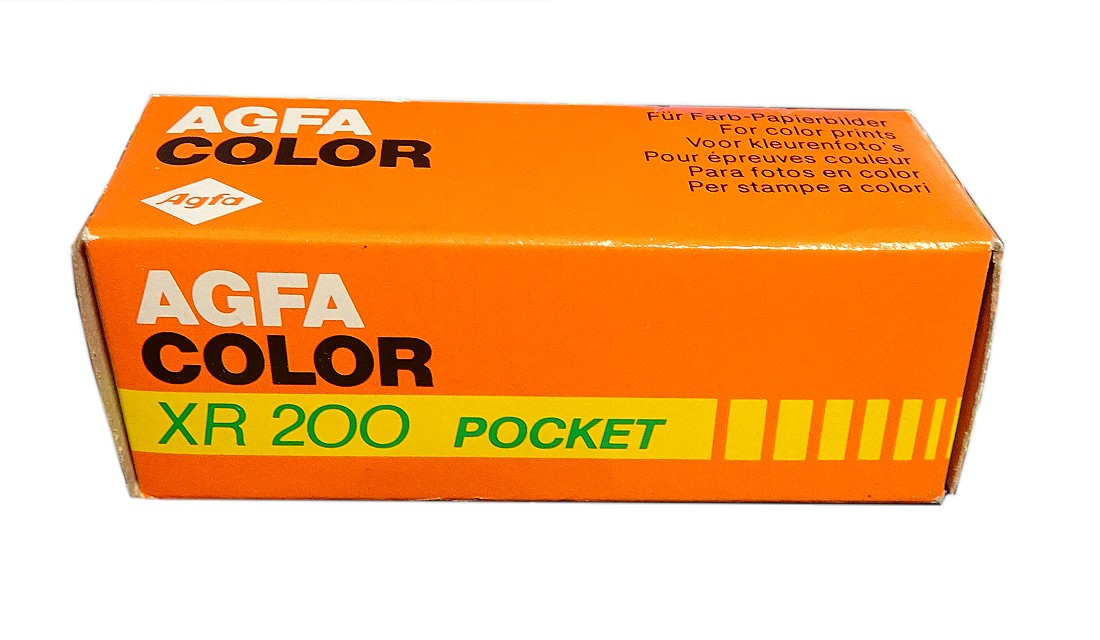 AGFA
COLOR
Agfa
Für Farb-Papierbilder
For color prints
Voor kleurenfoto's
Pour épreuves couleur
Para fotos en color
Per stampe a colori
AGFA
COLOR
XR 200 POCKET